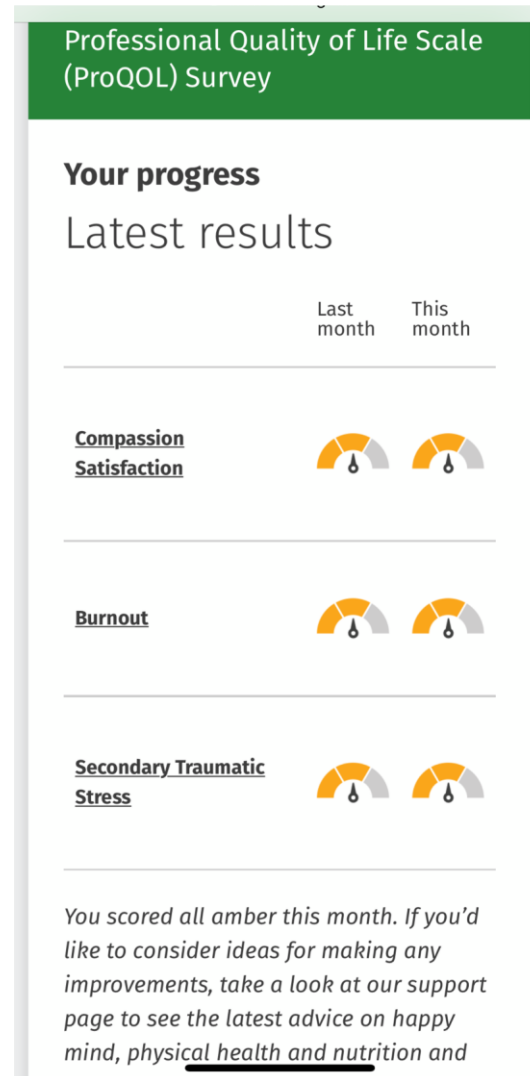 Professional Quality of Life Scale
(ProQOL) Survey
Your progress
Latest results
Last month
This month
Compassion
Satisfaction
Burnout
Secondary Traumatic
Stress
You scored all amber this month. If you’d
like to consider ideas for making any
improvements, take a look at our support
page to see the latest advice on happy
mind, physical health and nutrition and